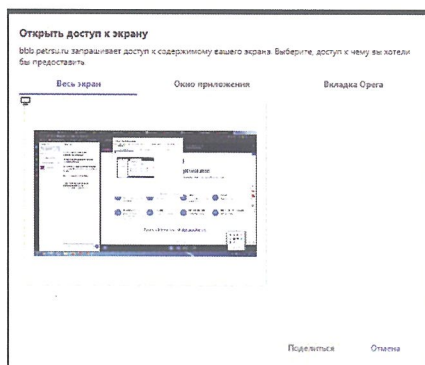 Открыть доступ к экрану
bbb.petrsu.ru запрашивает доступ к содержимому вашего экрана. Выберите, доступ к чему вы хотели
бы предоставить.
Весь экран Окно приложения Вкладка Opera
Поделиться Отмена